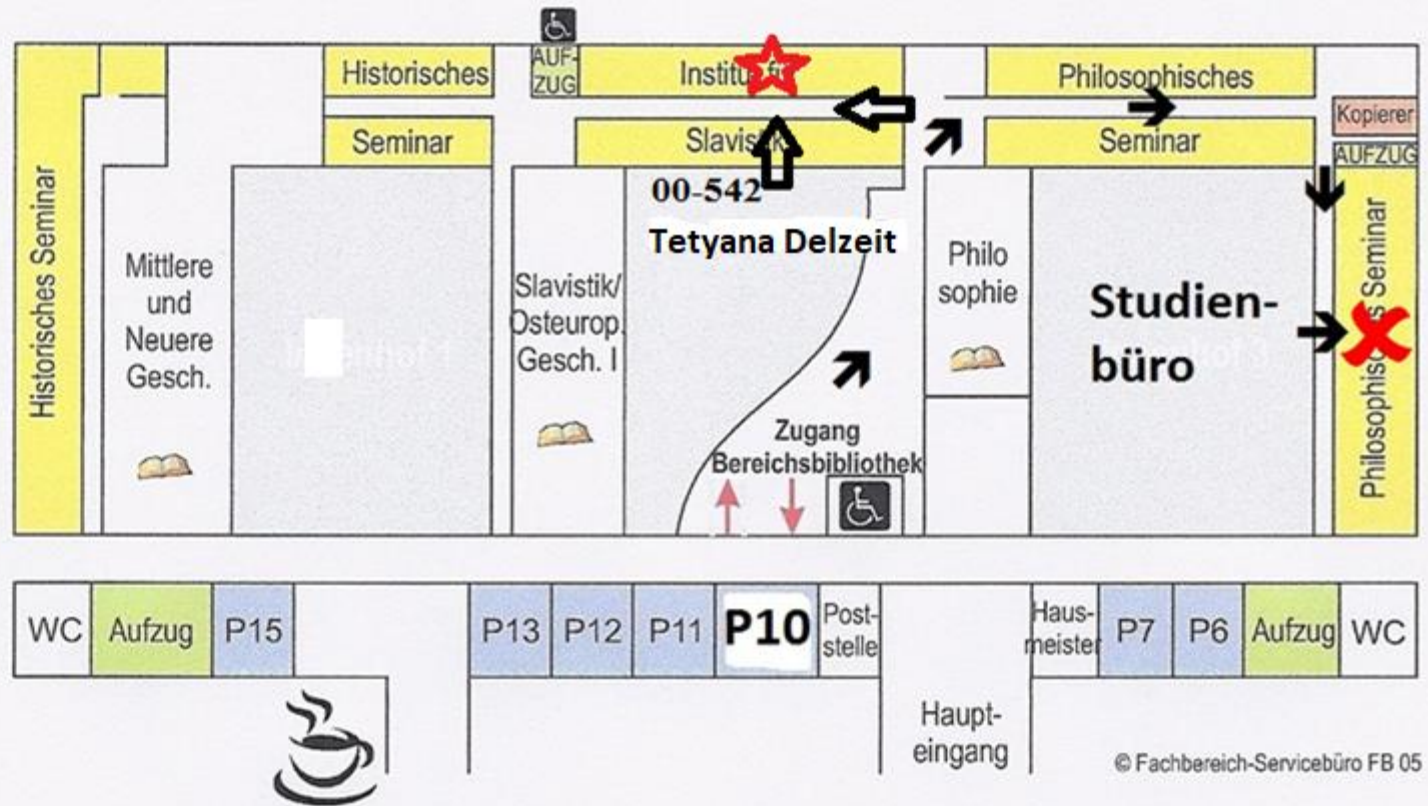 AUF-
ZUG
Historisches
Institut für
Philosophisches
Kopierer
Seminar
Slavistik
Seminar
AUFZUG
Historisches Seminar
00-542
Tetyana Delzeit
Mittlere
und
Neuere
Gesch.
Slavistik/
Osteurop.
Gesch. I
Philo
sophie
Studien-
büro
Philosophisches Seminar
Zugang
Bereichsbibliothek
WC
Aufzug
P15
P13
P12
P11
P10
Post-
stelle
Haus-
meister
P7
P6
Aufzug
WC
Haupt-
eingang
© Fachbereich-Servicebüro FB 05